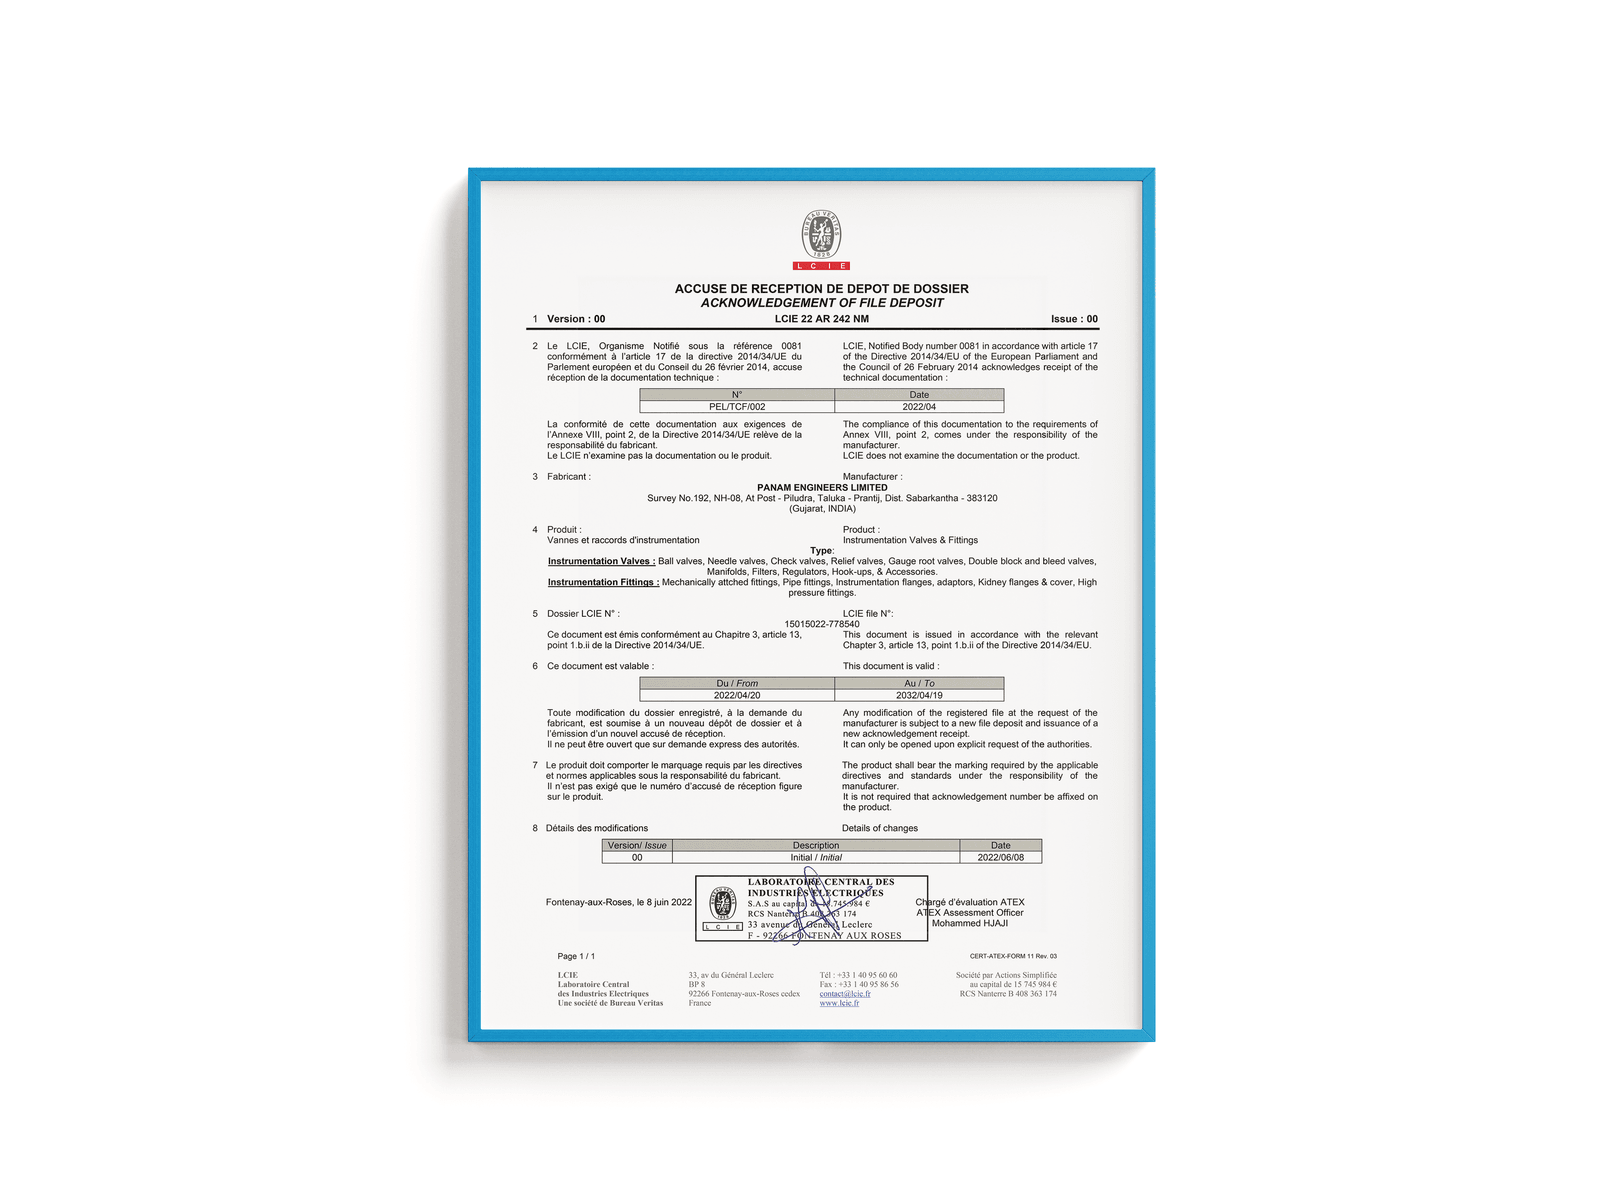 BUREAU VERITAS
1828
LCIE
ACCUSE DE RECEPTION DE DEPOT DE DOSSIER
ACKNOWLEDGEMENT OF FILE DEPOSIT
1 Version : 00 LCIE 22 AR 242 NM Issue : 00
2 Le LCIE, Organisme Notifié sous la référence 0081
conformément à l'article 17 de la directive 2014/34/UE du
Parlement européen et du Conseil du 26 février 2014, accuse
réception de la documentation technique :
LCIE, Notified Body number 0081 in accordance with article 17
of the Directive 2014/34/EU of the European Parliament and
the Council of 26 February 2014 acknowledges receipt of the
technical documentation :
N° Date
PEL/TCF/002 2022/04
La conformité de cette documentation aux exigences de
l'Annexe VIII, point 2, de la Directive 2014/34/UE relève de la
responsabilité du fabricant.
Le LCIE n'examine pas la documentation ou le produit.
The compliance of this documentation to the requirements of
Annex VIII, point 2, comes under the responsibility of the
manufacturer.
LCIE does not examine the documentation or the product.
3 Fabricant : Manufacturer :
PANAM ENGINEERS LIMITED
Survey No.192, NH-08, At Post - Piludra, Taluka - Prantij, Dist. Sabarkantha - 383120
(Gujarat, INDIA)
4 Produit : Product :
Vannes et raccords d'instrumentation Instrumentation Valves & Fittings
Type:
Instrumentation Valves : Ball valves, Needle valves, Check valves, Relief valves, Gauge root valves, Double block and bleed valves,
Manifolds, Filters, Regulators, Hook-ups, & Accessories.
Instrumentation Fittings : Mechanically attched fittings, Pipe fittings, Instrumentation flanges, adaptors, Kidney flanges & cover, High
pressure fittings.
5 Dossier LCIE N° : LCIE file N°:
15015022-778540
Ce document est émis conformément au Chapitre 3, article 13,
point 1.b.ii de la Directive 2014/34/UE.
This document is issued in accordance with the relevant
Chapter 3, article 13, point 1.b.ii of the Directive 2014/34/EU.
6 Ce document est valable : This document is valid :
Du / From Au / To
2022/04/20 2032/04/19
Toute modification du dossier enregistré, à la demande du
fabricant, est soumise à un nouveau dépôt de dossier et à
l'émission d'un nouvel accusé de réception.
Il ne peut être ouvert que sur demande express des autorités.
Any modification of the registered file at the request of the
manufacturer is subject to a new file deposit and issuance of a
new acknowledgement receipt.
It can only be opened upon explicit request of the authorities.
7 Le produit doit comporter le marquage requis par les directives
et normes applicables sous la responsabilité du fabricant.
Il n'est pas exigé que le numéro d'accusé de réception figure
sur le produit.
The product shall bear the marking required by the applicable
directives and standards under the responsibility of the
manufacturer.
It is not required that acknowledgement number be affixed on
the product.
8 Détails des modifications Details of changes
Version/ Issue Description Date
00 Initial / Initial 2022/06/08
Fontenay-aux-Roses, le 8 juin 2022
LCIE
LABORATOIRE CENTRAL DES
INDUSTRIES ELECTRIQUES
S.A.S au capital de 15.745.984 €
RCS Nanterre B 408 363 174
33 avenue du Général Leclerc
F - 92266 FONTENAY AUX ROSES
Chargé d'évaluation ATEX
ATEX Assessment Officer
Mohammed HJAJI
Page 1 / 1 CERT-ATEX-FORM 11 Rev. 03
LCIE
Laboratoire Central
des Industries Electriques
Une société de Bureau Veritas
33, av du Général Leclerc
BP 8
92266 Fontenay-aux-Roses cedex
France
Tél : +33 1 40 95 60 60
Fax : +33 1 40 95 86 56
contact@lcie.fr
www.lcie.fr
Société par Actions Simplifiée
au capital de 15 745 984 €
RCS Nanterre B 408 363 174